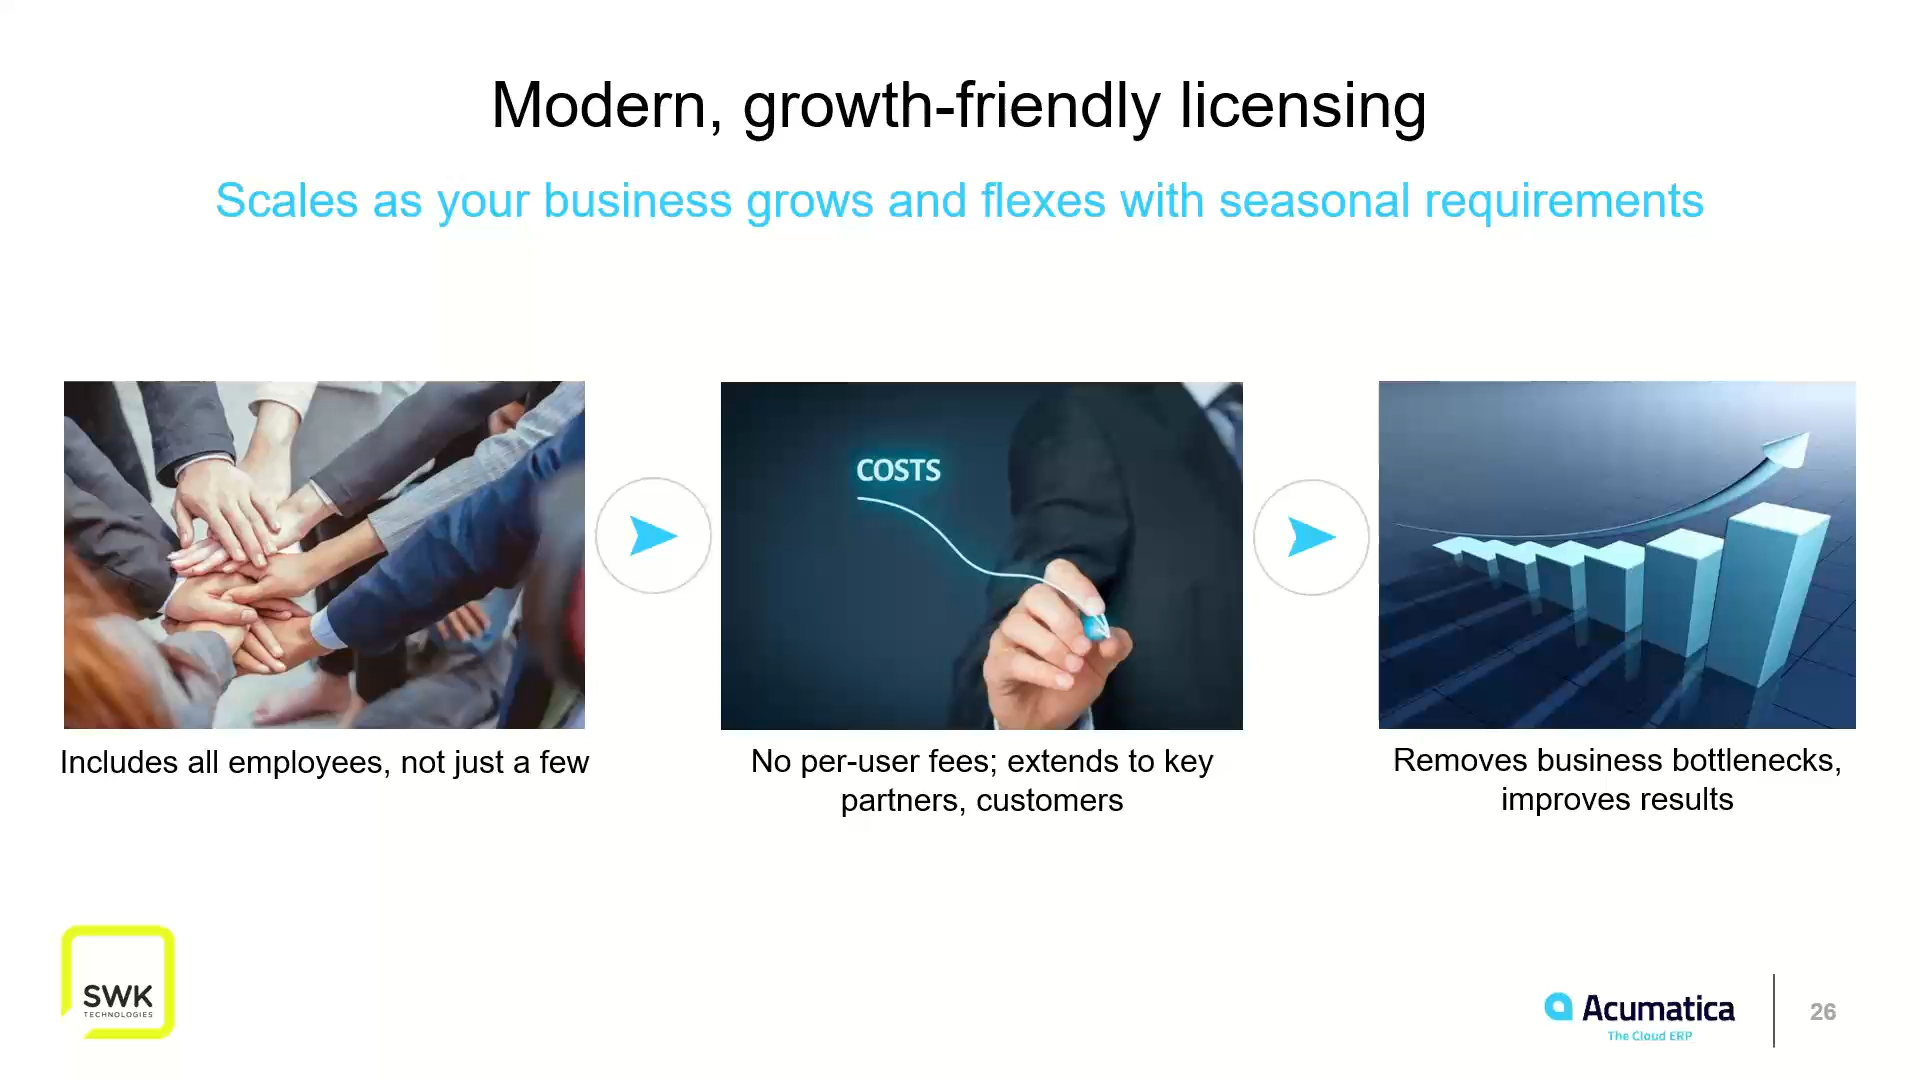 Modern, growth-friendly licensing
Scales as your business grows and flexes with seasonal requirements
COSTS
Includes all employees, not just a few
No per-user fees; extends to key
partners, customers
Removes business bottlenecks,
improves results
SWK
TECHNOLOGIES
Acumatica
The Cloud ERP
26